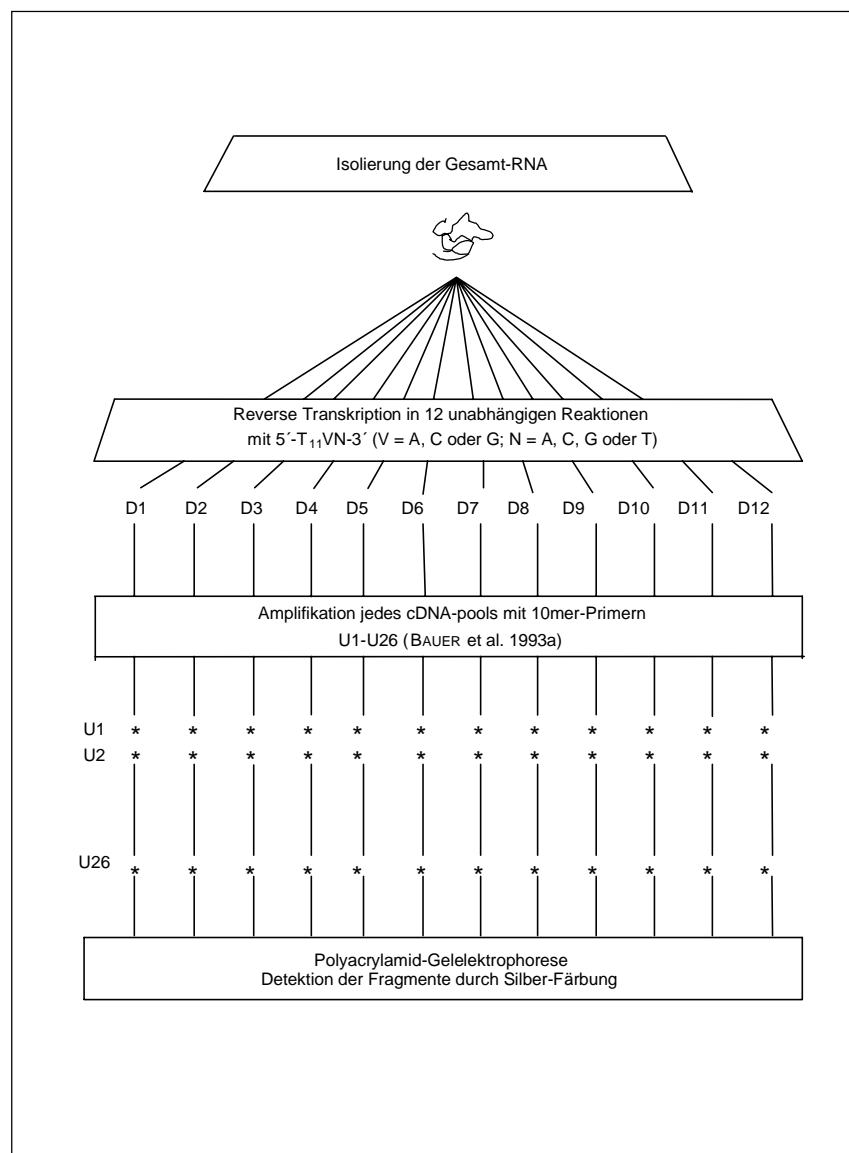 Isolierung der Gesamt-RNA
Reverse Transkription in 12 unabhängigen Reaktionen
mit 5´-T₁₁VN-3´ (V = A, C oder G; N = A, C, G oder T)
D1 D2 D3 D4 D5 D6 D7 D8 D9 D10 D11 D12
Amplifikation jedes cDNA-pools mit 10mer-Primern
U1-U26 (BAUER et al. 1993a)
U1 * * * * * * * * * * * *
U2 * * * * * * * * * * * *
U26 * * * * * * * * * * * *
Polyacrylamid-Gelelektrophorese
Detektion der Fragmente durch Silber-Färbung